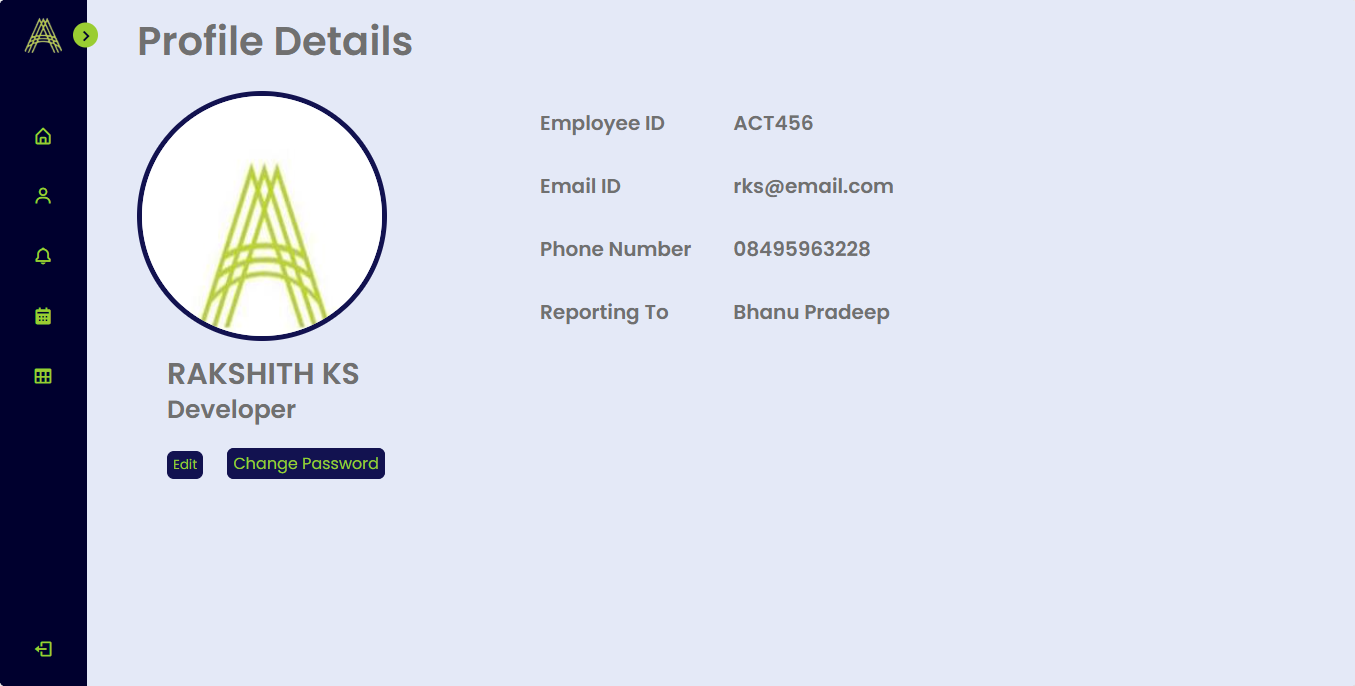 Profile Details
Employee ID ACT456
Email ID rks@email.com
Phone Number 08495963228
Reporting To Bhanu Pradeep
RAKSHITH KS
Developer
Edit Change Password